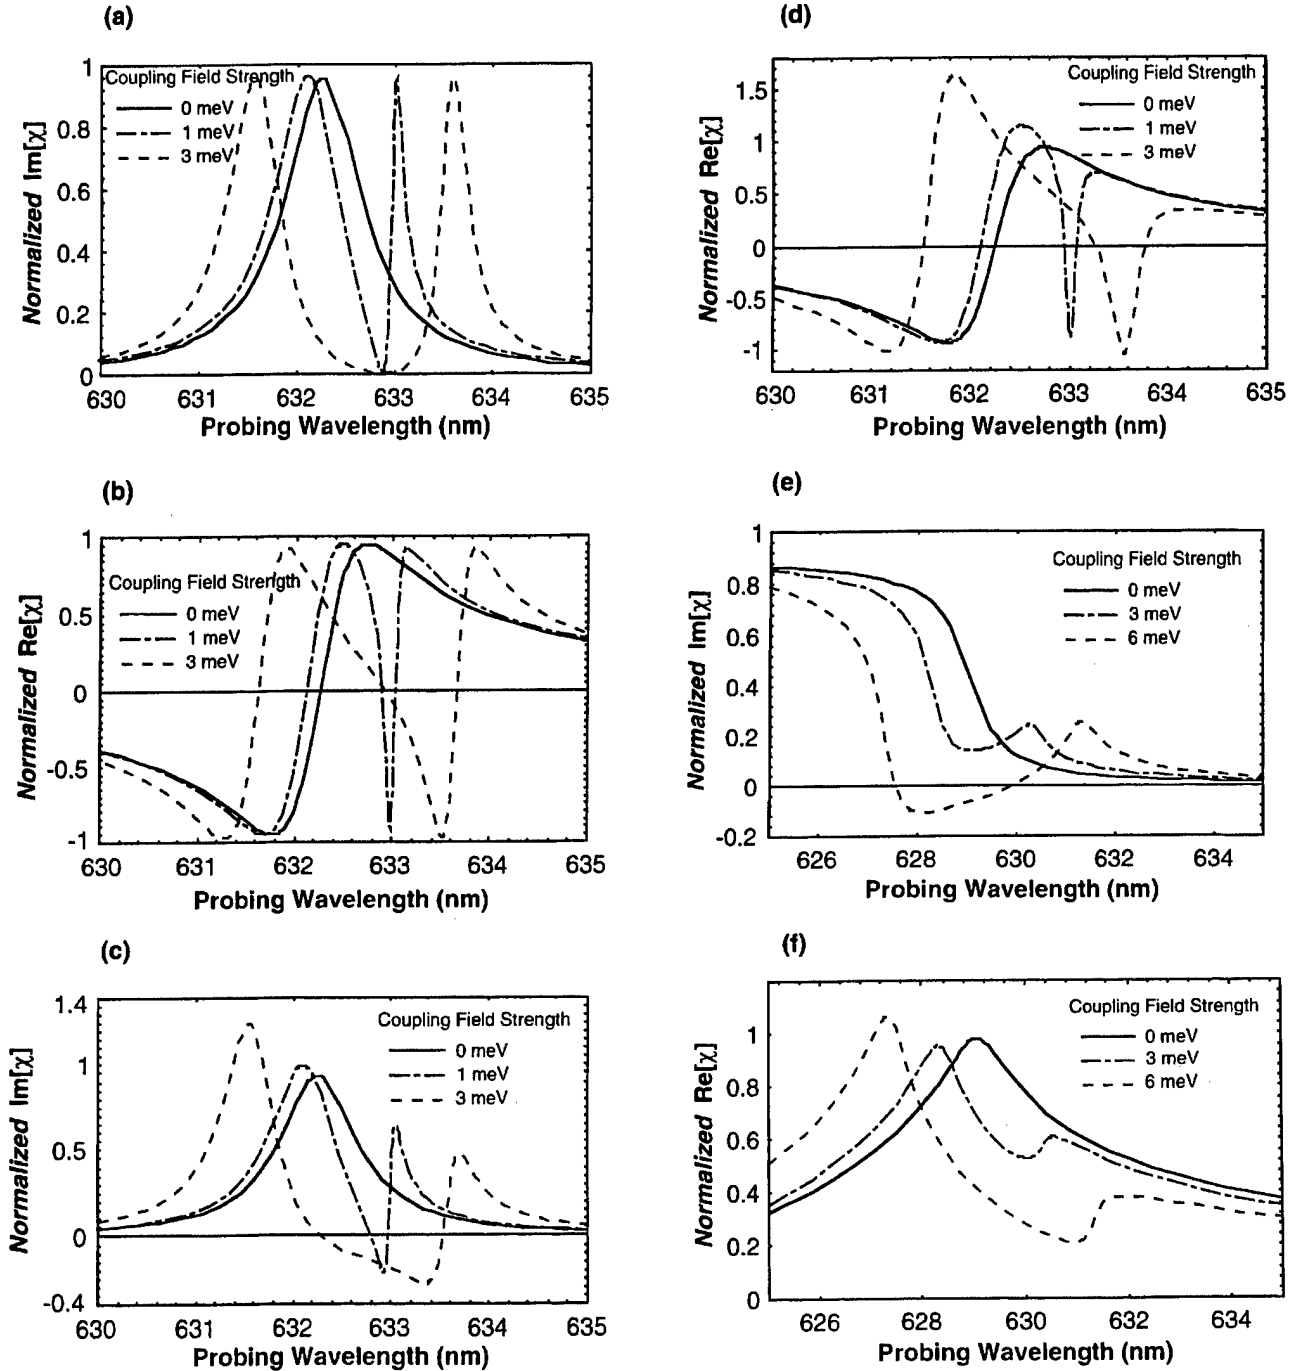 (a)
1
0.8
0.6
0.4
0.2
0
Normalized Im[χ]
Coupling Field Strength
0 meV
1 meV
3 meV
630 631 632 633 634 635
Probing Wavelength (nm)
(b)
1
0.5
0
-0.5
-1
Normalized Re[χ]
Coupling Field Strength
0 meV
1 meV
3 meV
630 631 632 633 634 635
Probing Wavelength (nm)
(c)
1.4
1
0.5
0
-0.4
Normalized Im[χ]
Coupling Field Strength
0 meV
1 meV
3 meV
630 631 632 633 634 635
Probing Wavelength (nm)
(d)
1.5
1
0.5
0
-0.5
-1
Normalized Re[χ]
Coupling Field Strength
0 meV
1 meV
3 meV
630 631 632 633 634 635
Probing Wavelength (nm)
(e)
1
0.8
0.6
0.4
0.2
0
-0.2
Normalized Im[χ]
Coupling Field Strength
0 meV
3 meV
6 meV
626 628 630 632 634
Probing Wavelength (nm)
(f)
1
0.8
0.6
0.4
0.2
0
Normalized Re[χ]
Coupling Field Strength
0 meV
3 meV
6 meV
626 628 630 632 634
Probing Wavelength (nm)